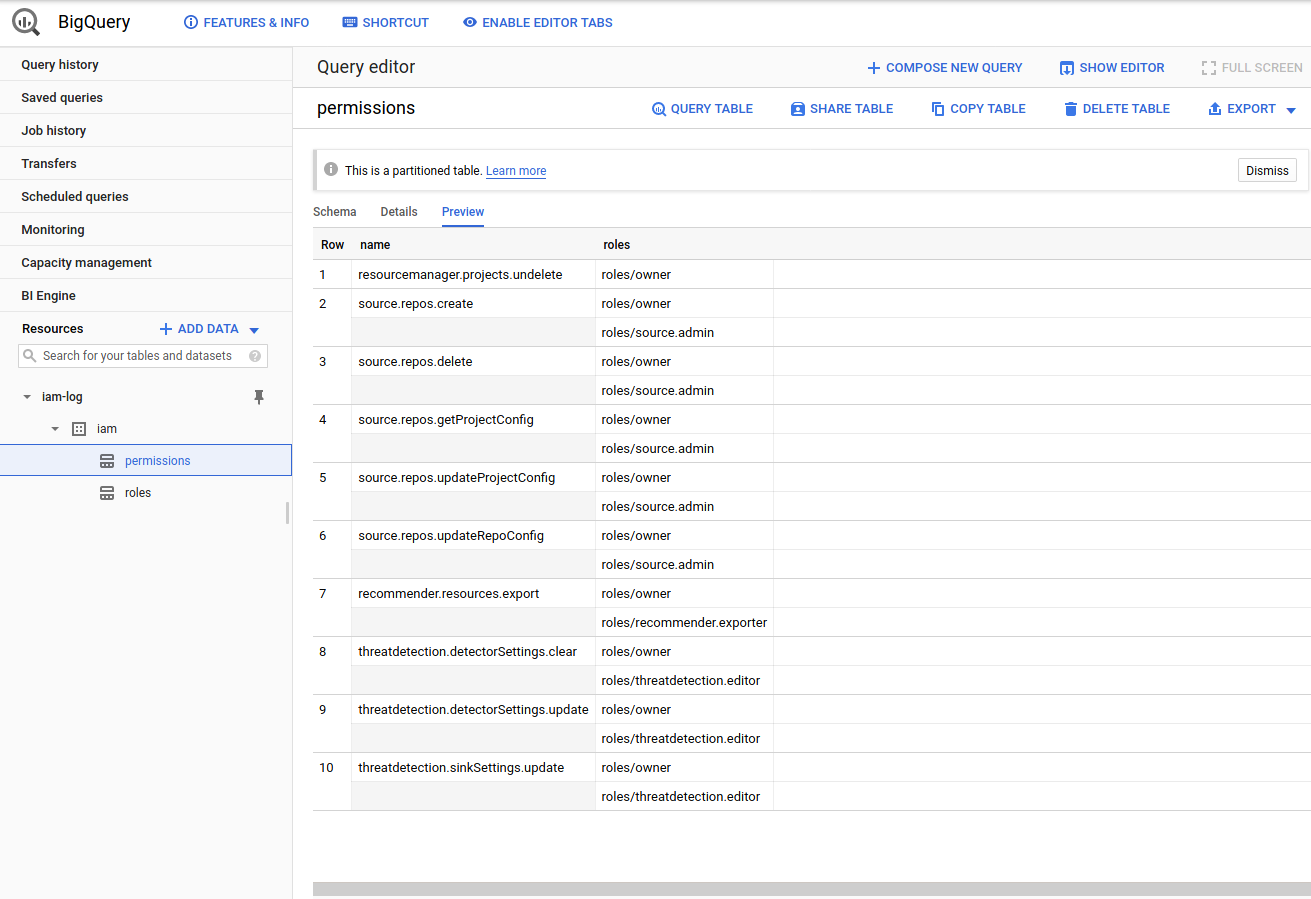 BigQuery
FEATURES & INFO
SHORTCUT
ENABLE EDITOR TABS
Query history
Saved queries
Job history
Transfers
Scheduled queries
Monitoring
Capacity management
BI Engine
Resources
ADD DATA
Search for your tables and datasets
?
iam-log
iam
permissions
roles
Query editor
COMPOSE NEW QUERY
SHOW EDITOR
FULL SCREEN
permissions
QUERY TABLE
SHARE TABLE
COPY TABLE
DELETE TABLE
EXPORT
This is a partitioned table. Learn more
Dismiss
Schema Details Preview
Row name roles
1 resourcemanager.projects.undelete roles/owner
2 source.repos.create roles/owner
roles/source.admin
3 source.repos.delete roles/owner
roles/source.admin
4 source.repos.getProjectConfig roles/owner
roles/source.admin
5 source.repos.updateProjectConfig roles/owner
roles/source.admin
6 source.repos.updateRepoConfig roles/owner
roles/source.admin
7 recommender.resources.export roles/owner
roles/recommender.exporter
8 threatdetection.detectorSettings.clear roles/owner
roles/threatdetection.editor
9 threatdetection.detectorSettings.update roles/owner
roles/threatdetection.editor
10 threatdetection.sinkSettings.update roles/owner
roles/threatdetection.editor